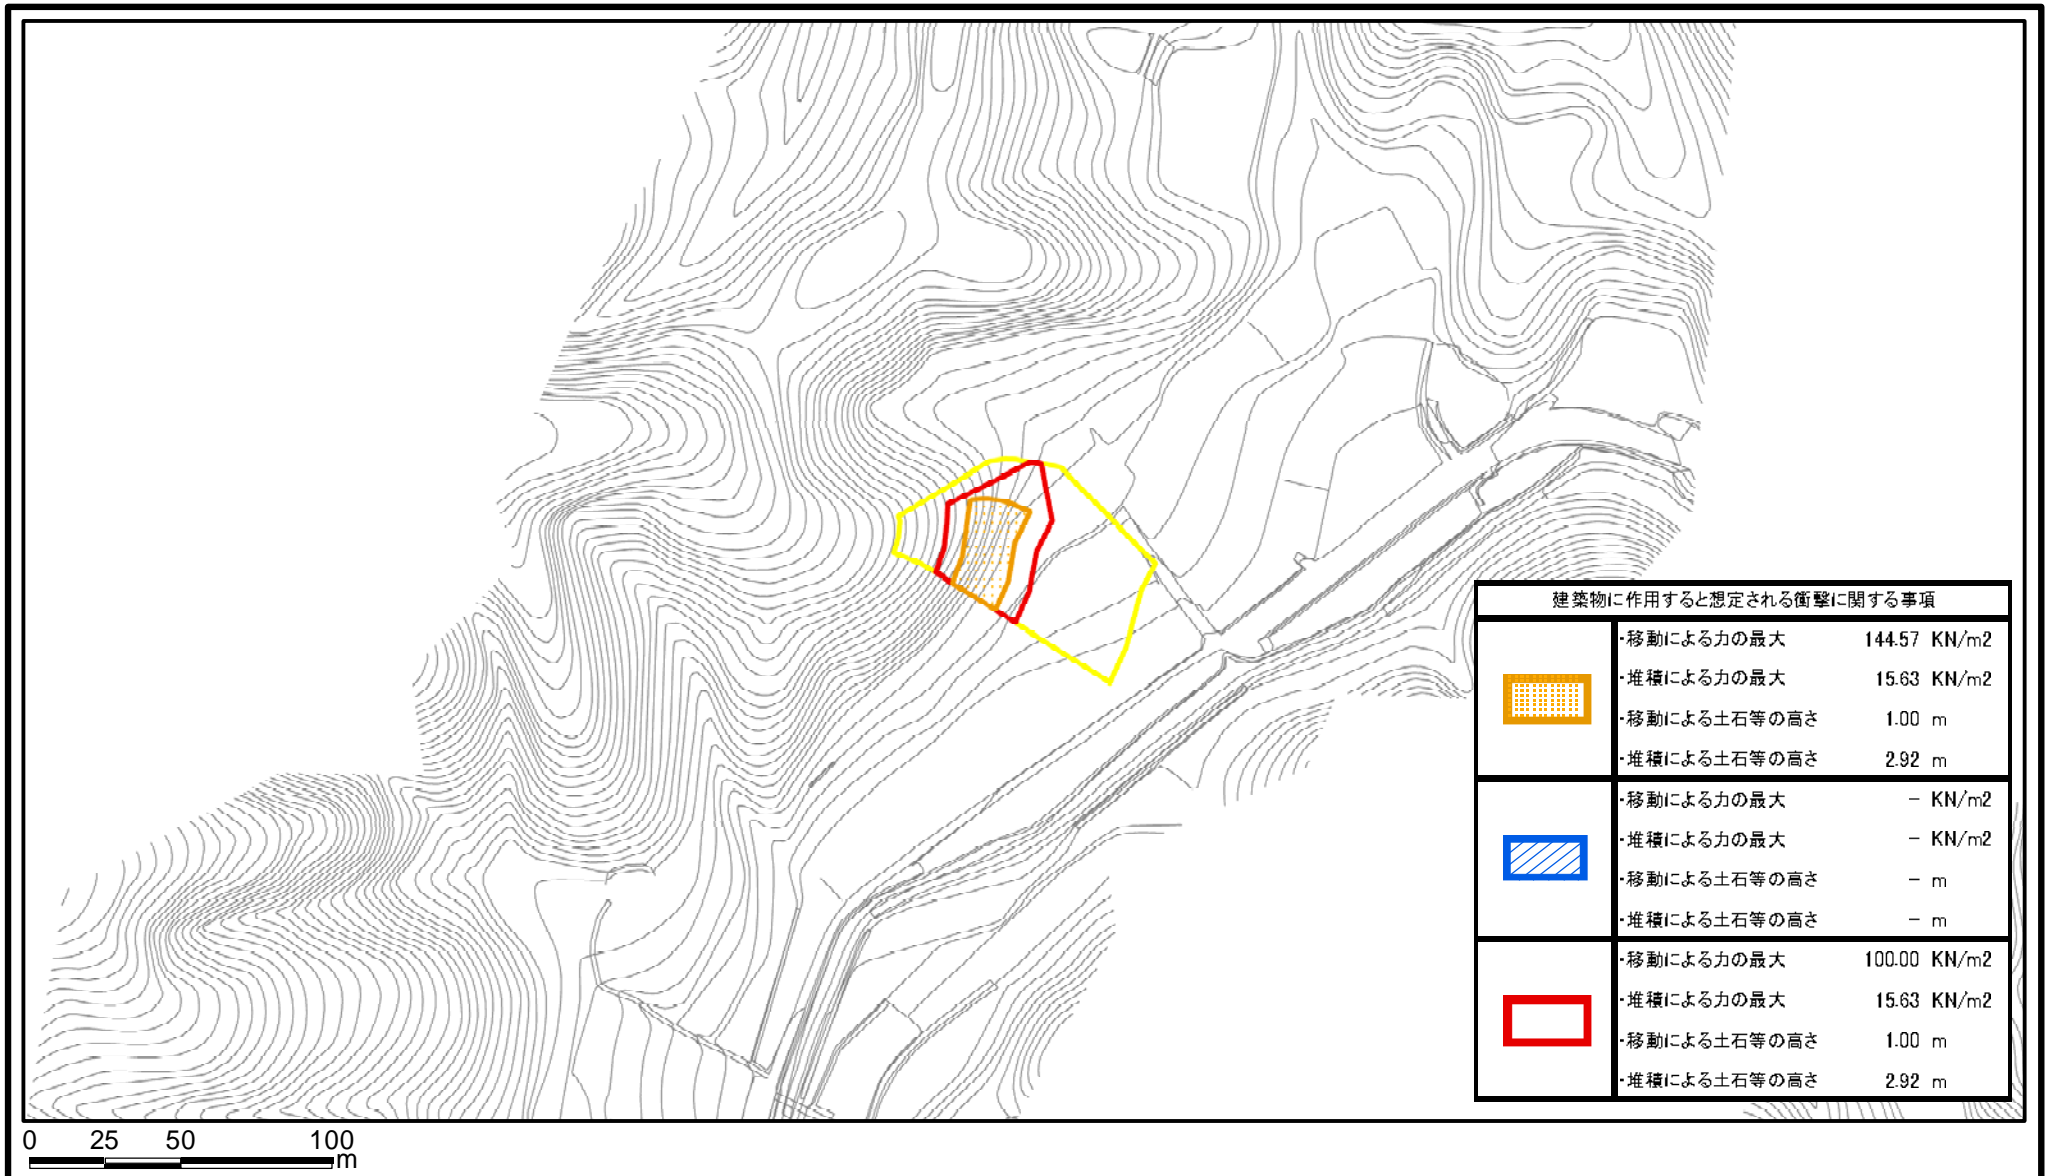 建築物に作用すると想定される衝撃に関する事項
・移動による力の最大 144.57 KN/m2
・堆積による力の最大 15.63 KN/m2
・移動による土石等の高さ 1.00 m
・堆積による土石等の高さ 2.92 m
・移動による力の最大 − KN/m2
・堆積による力の最大 − KN/m2
・移動による土石等の高さ − m
・堆積による土石等の高さ − m
・移動による力の最大 100.00 KN/m2
・堆積による力の最大 15.63 KN/m2
・移動による土石等の高さ 1.00 m
・堆積による土石等の高さ 2.92 m
0 25 50 100
m